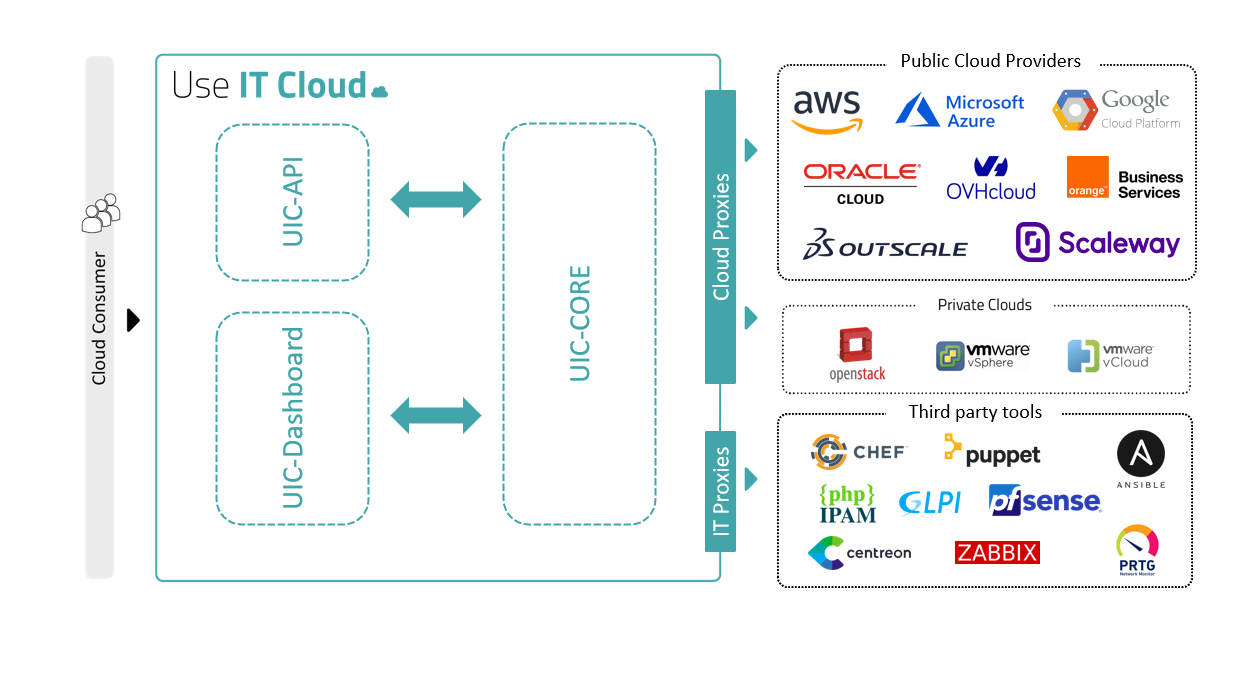 Cloud Consumer
Use IT Cloud
UIC-API
UIC-Dashboard
UIC-CORE
Cloud Proxies
IT Proxies
Public Cloud Providers
aws
Microsoft
Azure
Google
Cloud Platform
ORACLE
CLOUD
OVHcloud
orange
Business
Services
OUTSCALE
Scaleway
Private Clouds
openstack
vmware
vSphere
vmware
vCloud
Third party tools
CHEF
puppet
ANSIBLE
{php}
IPAM
GLPI
pfsense
centreon
ZABBIX
PRTG
Network Monitor